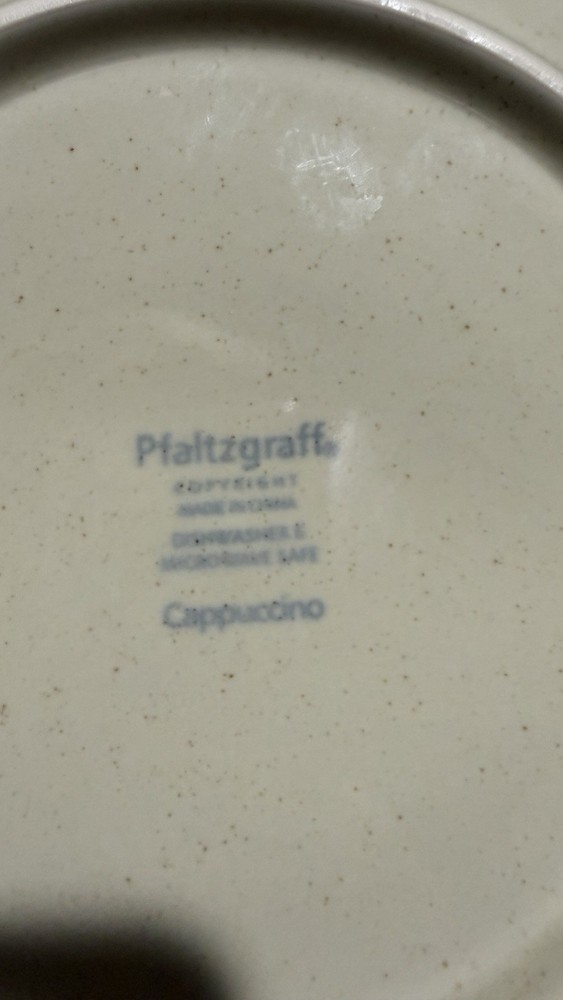 Pfaltzgraff®
COPYRIGHT
MADE IN CHINA
DISHWASHER &
MICROWAVE SAFE
Cappuccino